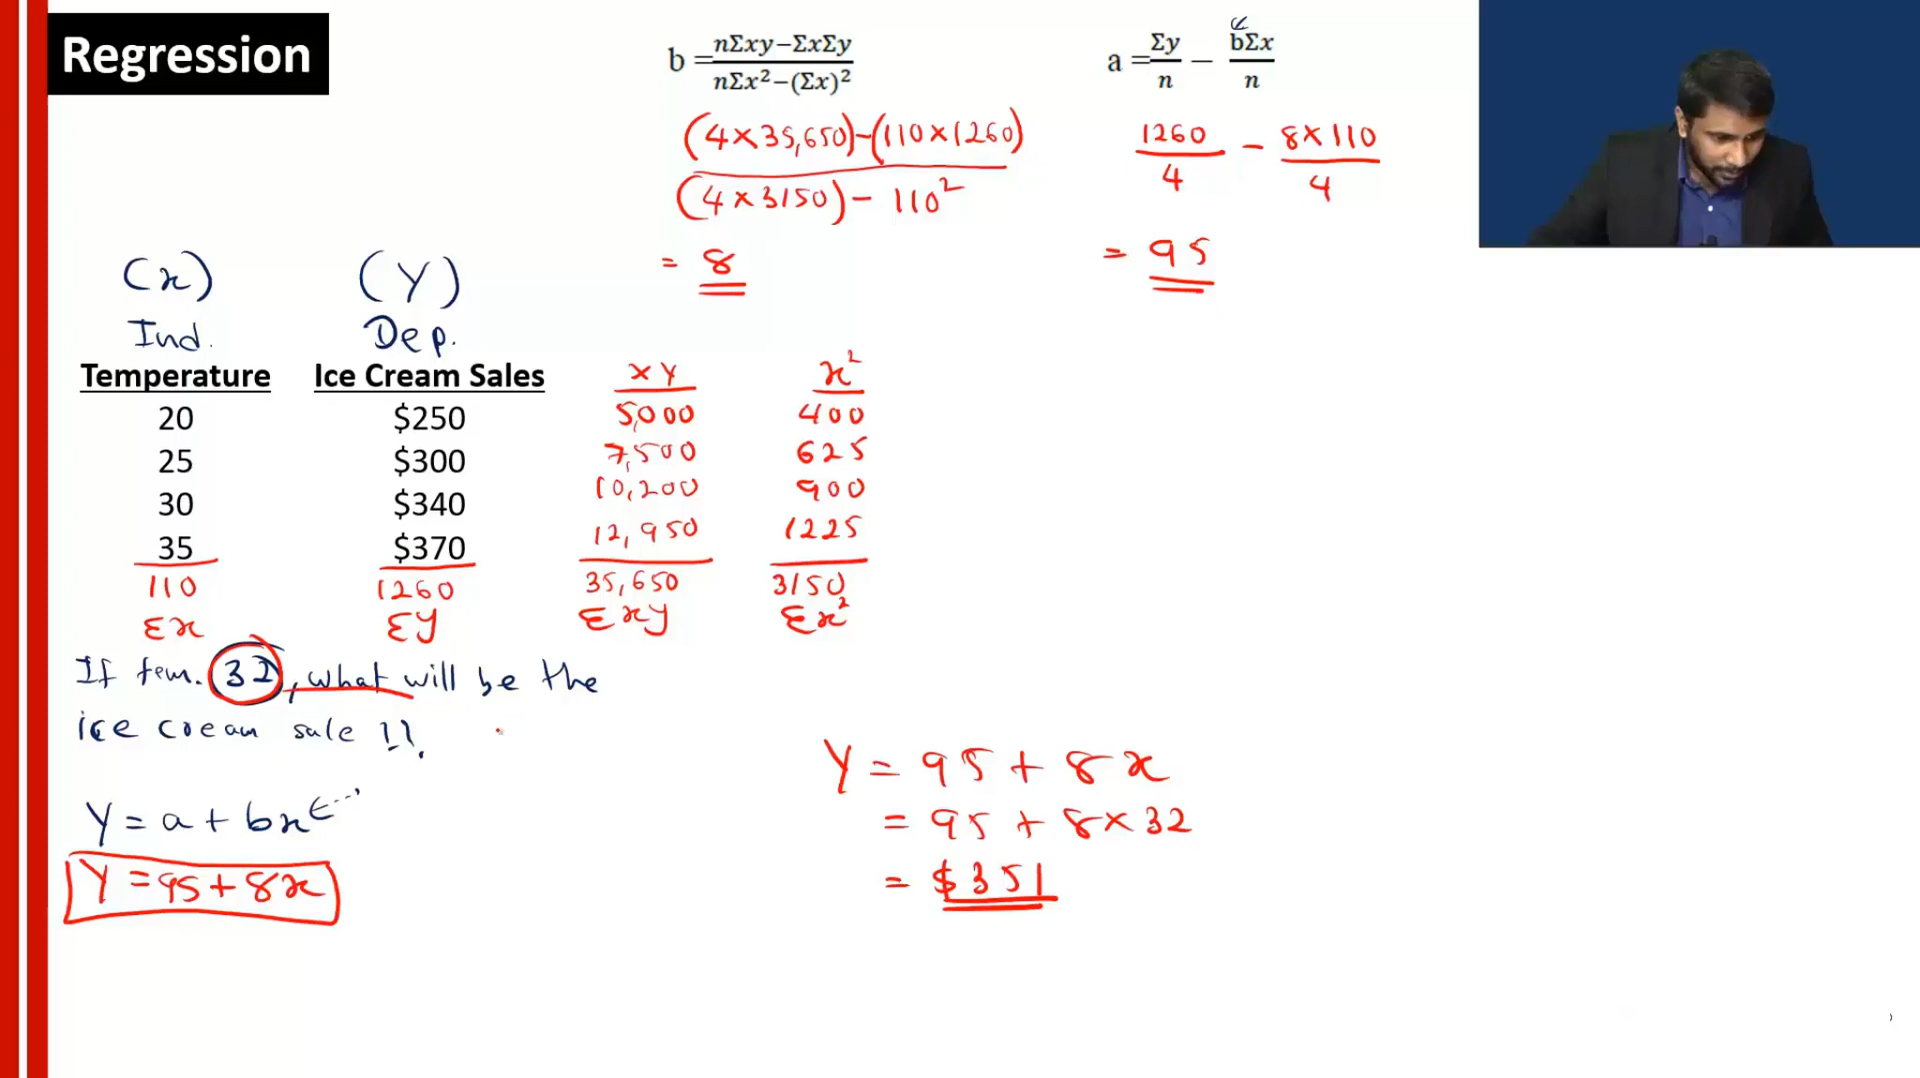 Regression
b = nΣxy−ΣxΣy / nΣx²−(Σx)²
(4×35,650)−(110×1260) / (4×3150)−110²
= 8
a = Σy/n − bΣx/n
1260/4 − 8×110/4
= 95
(x) (Y)
Ind. Dep.
Temperature Ice Cream Sales XY x²
20 $250 5,000 400
25 $300 7,500 625
30 $340 10,200 900
35 $370 12,950 1225
110 1260 35,650 3150
Σx Σy Σxy Σx²
If tem. 32, what will be the
ice cream sale !!.
Y = a + bx
Y = 95 + 8x
Y = 95 + 8x
= 95 + 8×32
= $351